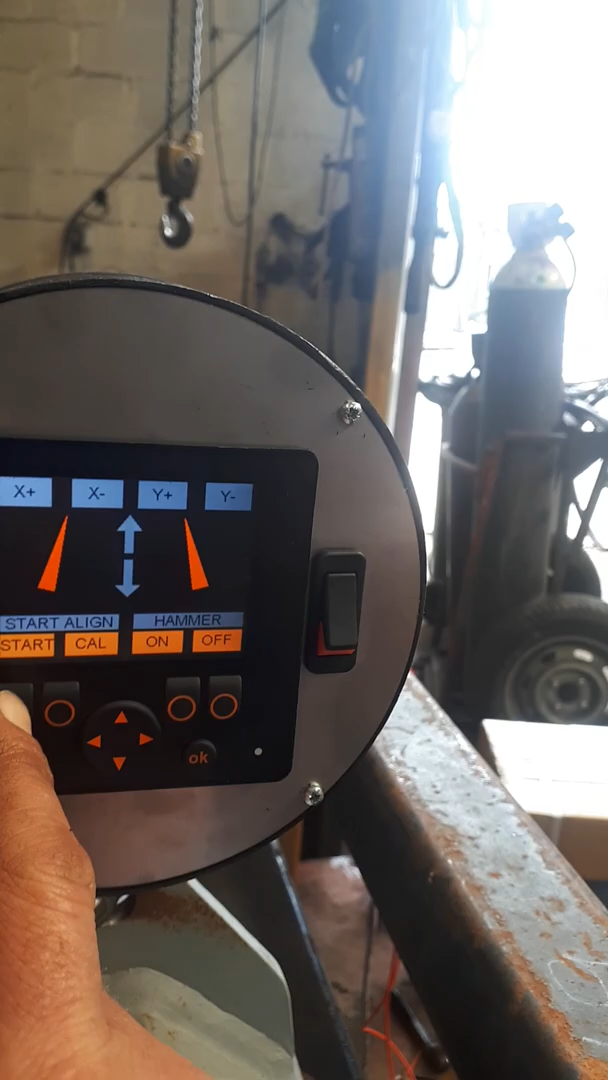 X+ X- Y+ Y-
START ALIGN HAMMER
START CAL ON OFF
ok